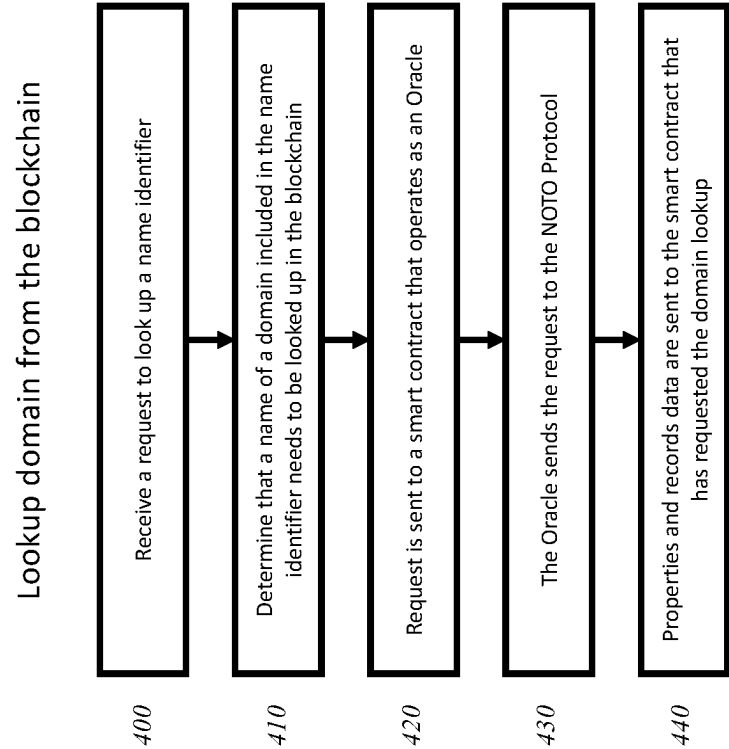 Lookup domain from the blockchain
400
Receive a request to look up a name identifier
410
Determine that a name of a domain included in the name
identifier needs to be looked up in the blockchain
420
Request is sent to a smart contract that operates as an Oracle
430
The Oracle sends the request to the NOTO Protocol
440
Properties and records data are sent to the smart contract that
has requested the domain lookup